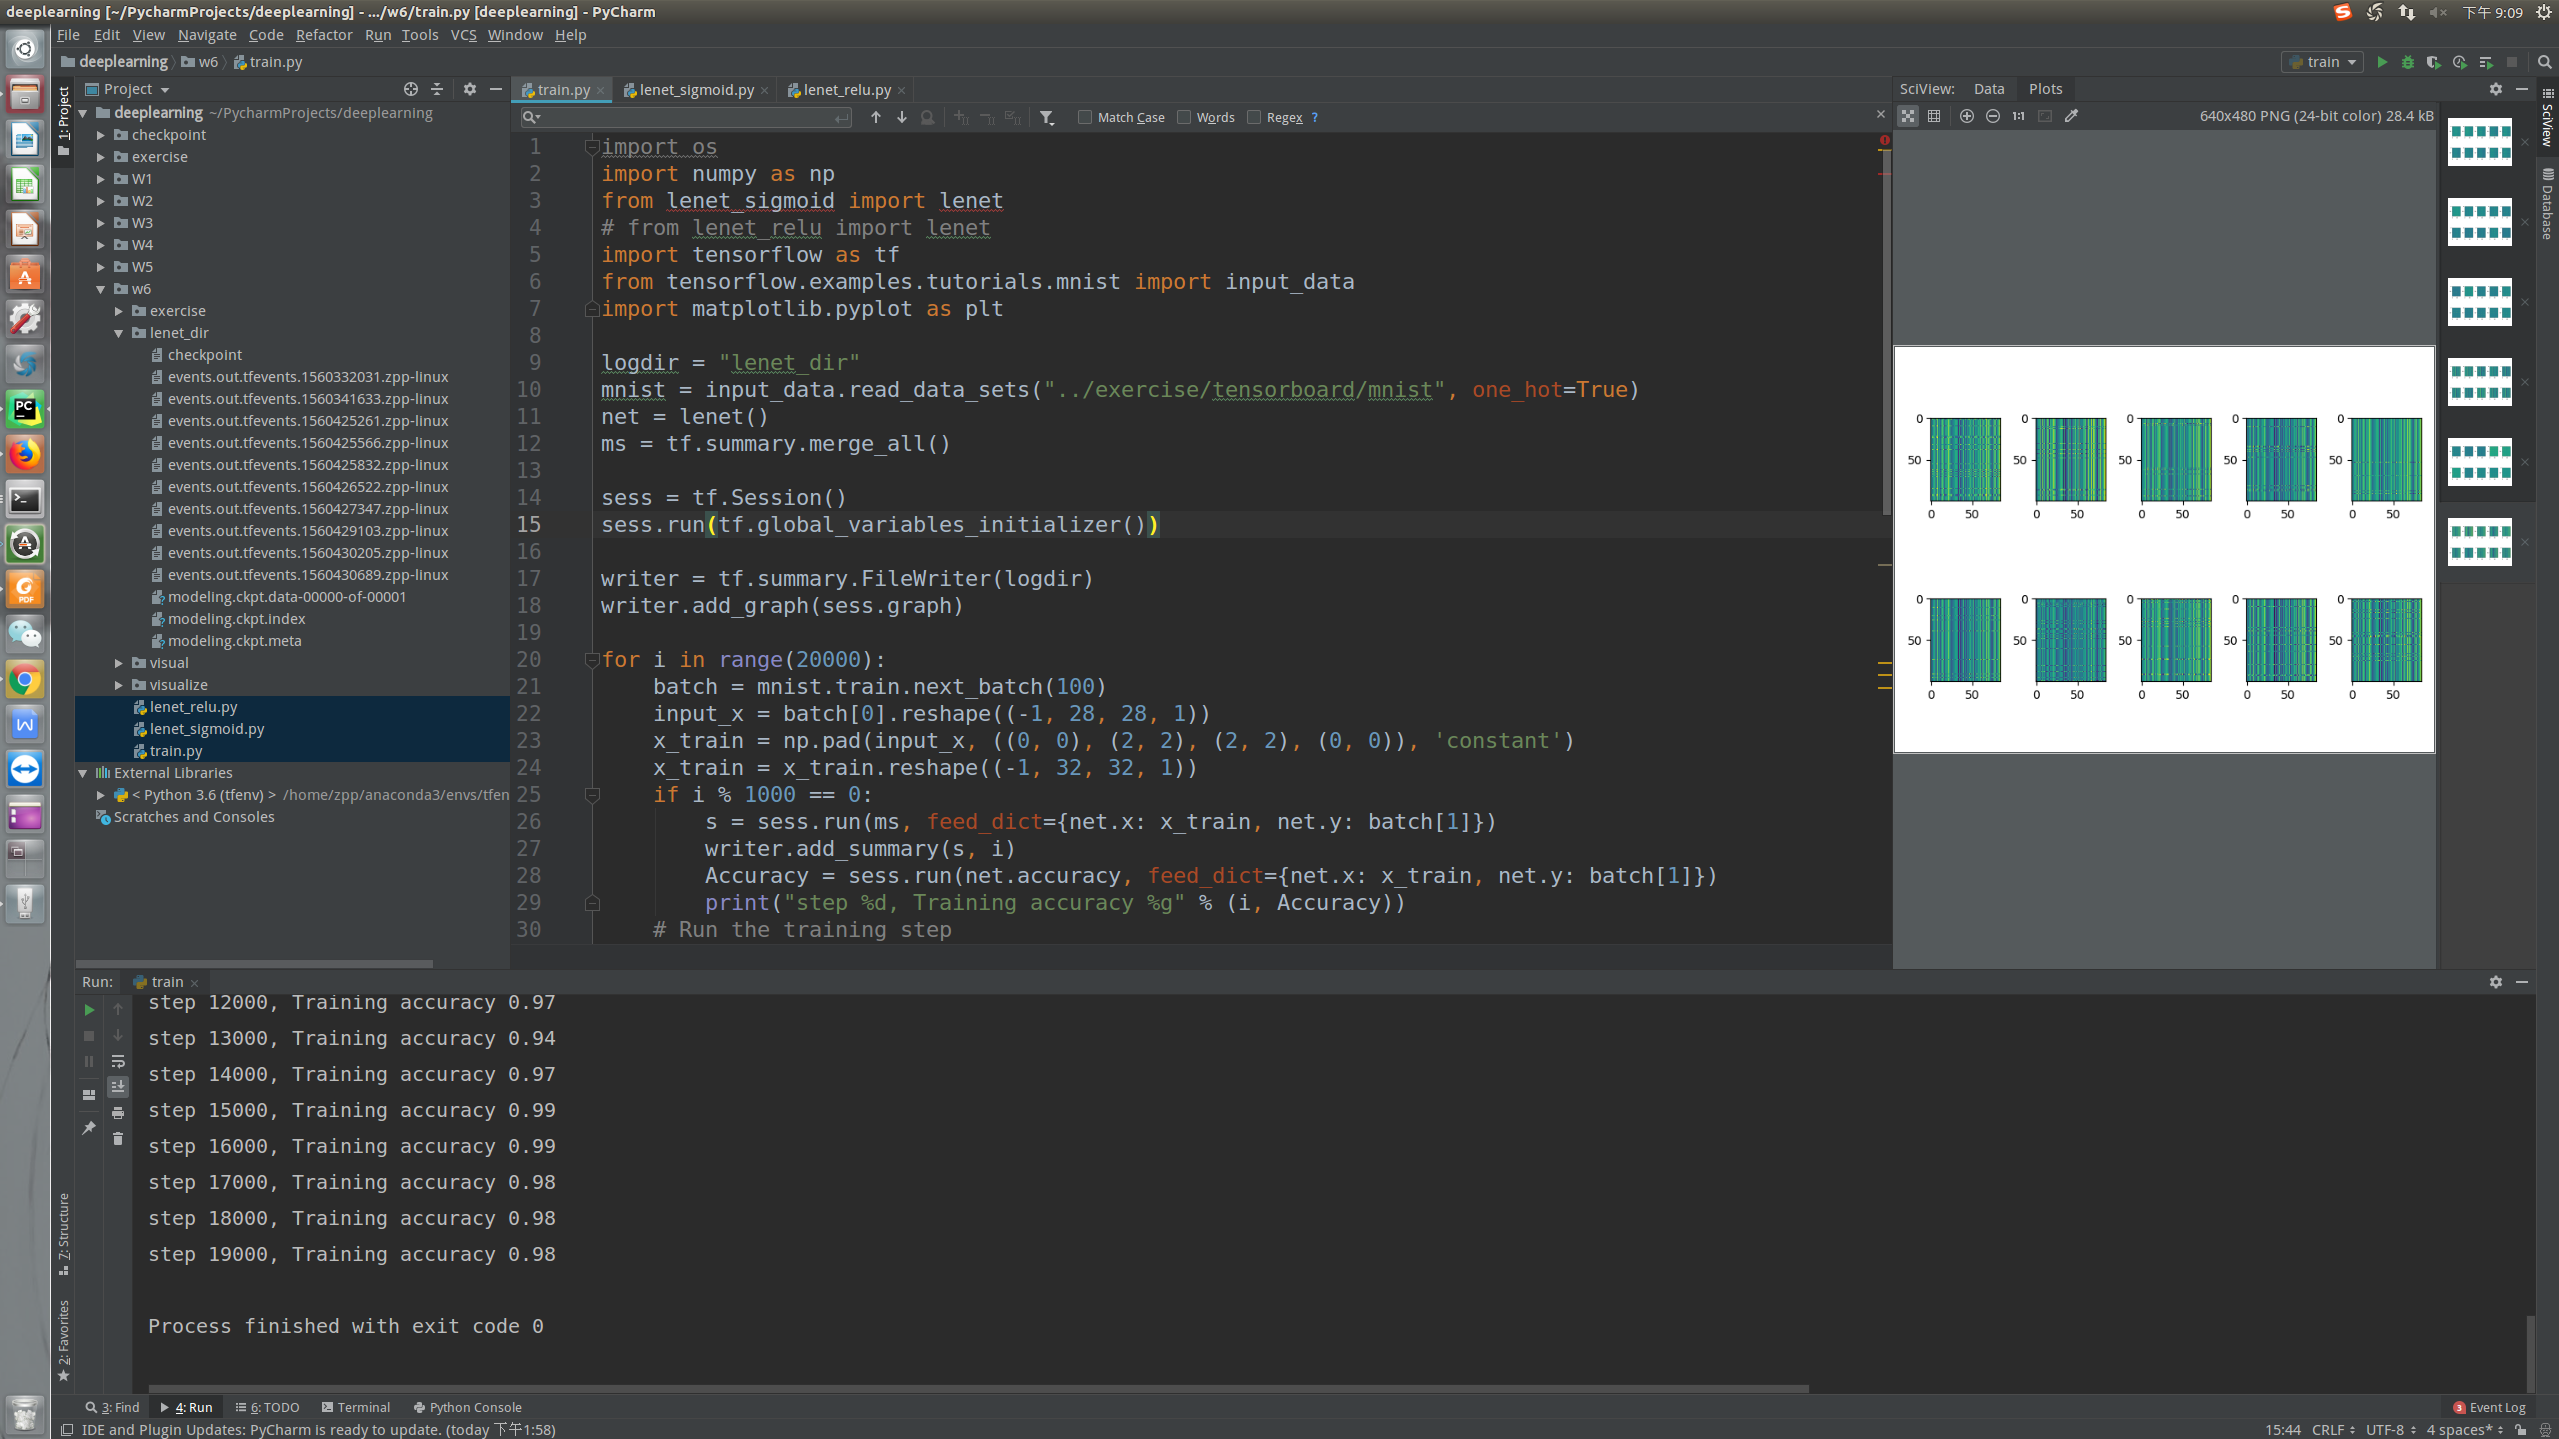 deeplearning [~/PycharmProjects/deeplearning] - .../w6/train.py [deeplearning] - PyCharm
下午 9:09
File Edit View Navigate Code Refactor Run Tools VCS Window Help
deeplearning w6 train.py
train
Project
train.py lenet_sigmoid.py lenet_relu.py
SciView: Data Plots
Match Case Words Regex ?
1:1 640x480 PNG (24-bit color) 28.4 kB
1: Project
7: Structure
2: Favorites
SciView
Database
deeplearning ~/PycharmProjects/deeplearning
checkpoint
exercise
W1
W2
W3
W4
W5
w6
exercise
lenet_dir
checkpoint
events.out.tfevents.1560332031.zpp-linux
events.out.tfevents.1560341633.zpp-linux
events.out.tfevents.1560425261.zpp-linux
events.out.tfevents.1560425566.zpp-linux
events.out.tfevents.1560425832.zpp-linux
events.out.tfevents.1560426522.zpp-linux
events.out.tfevents.1560427347.zpp-linux
events.out.tfevents.1560429103.zpp-linux
events.out.tfevents.1560430205.zpp-linux
events.out.tfevents.1560430689.zpp-linux
modeling.ckpt.data-00000-of-00001
modeling.ckpt.index
modeling.ckpt.meta
visual
visualize
lenet_relu.py
lenet_sigmoid.py
train.py
External Libraries
< Python 3.6 (tfenv) > /home/zpp/anaconda3/envs/tfen
Scratches and Consoles
1 import os
2 import numpy as np
3 from lenet_sigmoid import lenet
4 # from lenet_relu import lenet
5 import tensorflow as tf
6 from tensorflow.examples.tutorials.mnist import input_data
7 import matplotlib.pyplot as plt
8
9 logdir = "lenet_dir"
10 mnist = input_data.read_data_sets("../exercise/tensorboard/mnist", one_hot=True)
11 net = lenet()
12 ms = tf.summary.merge_all()
13
14 sess = tf.Session()
15 sess.run(tf.global_variables_initializer())
16
17 writer = tf.summary.FileWriter(logdir)
18 writer.add_graph(sess.graph)
19
20 for i in range(20000):
21 batch = mnist.train.next_batch(100)
22 input_x = batch[0].reshape((-1, 28, 28, 1))
23 x_train = np.pad(input_x, ((0, 0), (2, 2), (2, 2), (0, 0)), 'constant')
24 x_train = x_train.reshape((-1, 32, 32, 1))
25 if i % 1000 == 0:
26 s = sess.run(ms, feed_dict={net.x: x_train, net.y: batch[1]})
27 writer.add_summary(s, i)
28 Accuracy = sess.run(net.accuracy, feed_dict={net.x: x_train, net.y: batch[1]})
29 print("step %d, Training accuracy %g" % (i, Accuracy))
30 # Run the training step
0 0 0 0 0
50 50 50 50 50
0 50 0 50 0 50 0 50 0 50
0 0 0 0 0
50 50 50 50 50
0 50 0 50 0 50 0 50 0 50
Run: train
step 12000, Training accuracy 0.97
step 13000, Training accuracy 0.94
step 14000, Training accuracy 0.97
step 15000, Training accuracy 0.99
step 16000, Training accuracy 0.99
step 17000, Training accuracy 0.98
step 18000, Training accuracy 0.98
step 19000, Training accuracy 0.98
Process finished with exit code 0
3: Find 4: Run 6: TODO Terminal Python Console
3 Event Log
IDE and Plugin Updates: PyCharm is ready to update. (today 下午1:58)
15:44 CRLF UTF-8 4 spaces*